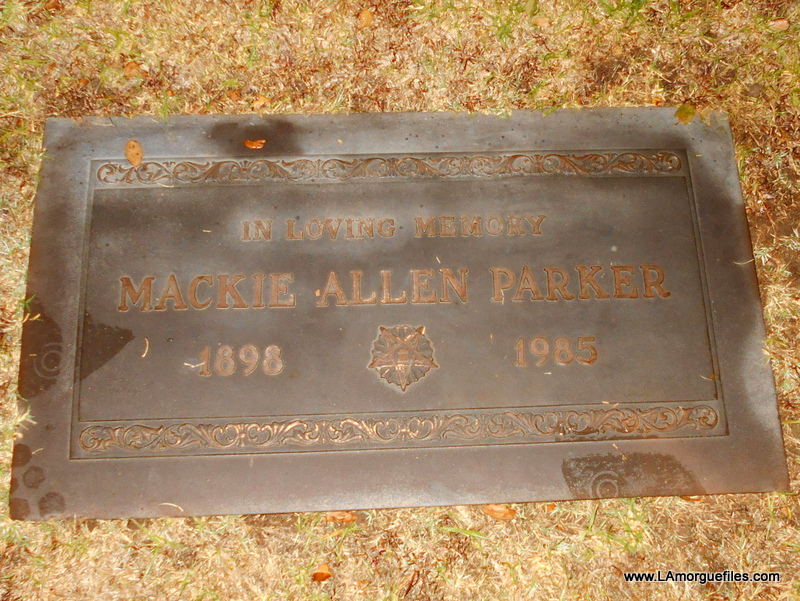 IN LOVING MEMORY
MACKIE ALLEN PARKER
1898 1985
www.LAmorguefiles.com